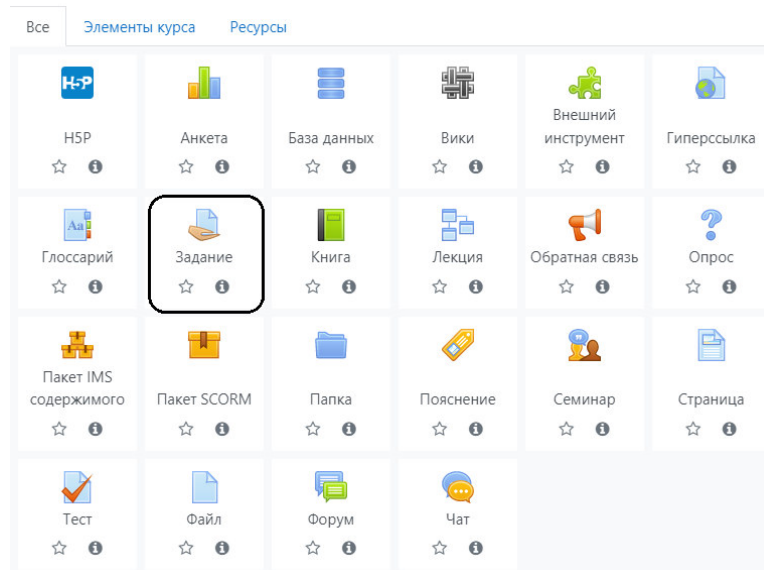 Все Элементы курса Ресурсы
H5P
H5P Анкета База данных Вики Внешний инструмент Гиперссылка
Aa
Глоссарий Задание Книга Лекция Обратная связь Опрос
Пакет IMS содержимого Пакет SCORM Папка Пояснение Семинар Страница
Тест Файл Форум Чат